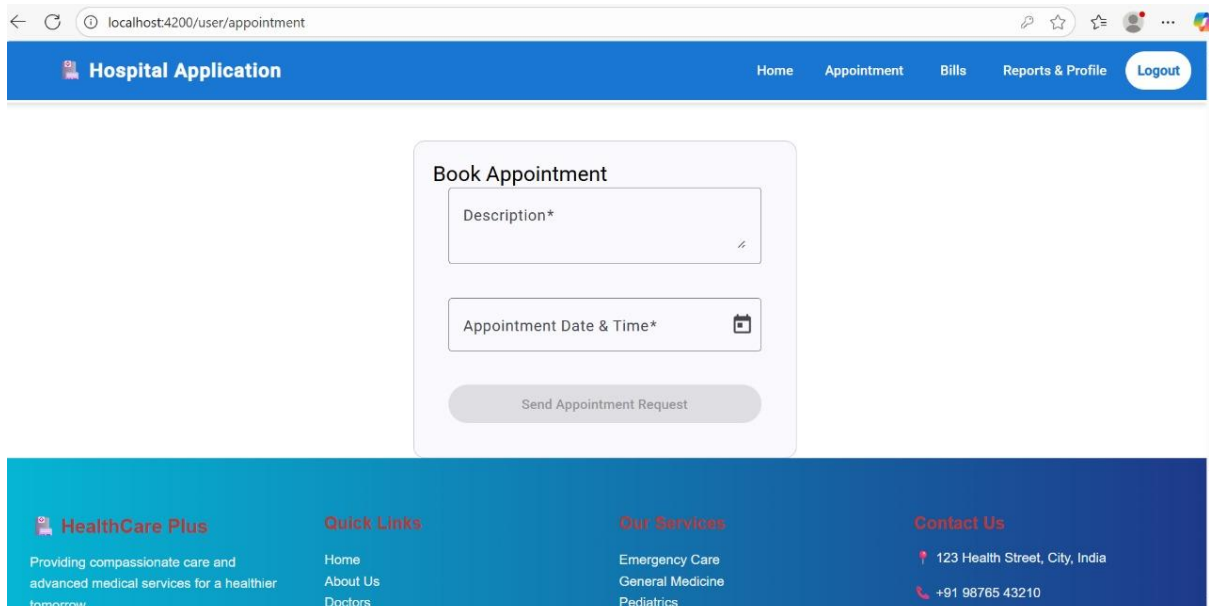 localhost:4200/user/appointment
Hospital Application
Home
Appointment
Bills
Reports & Profile
Logout
Book Appointment
Description*
Appointment Date & Time*
Send Appointment Request
HealthCare Plus
Providing compassionate care and
advanced medical services for a healthier
tomorrow
Quick Links
Home
About Us
Doctors
Our Services
Emergency Care
General Medicine
Pediatrics
Contact Us
123 Health Street, City, India
+91 98765 43210